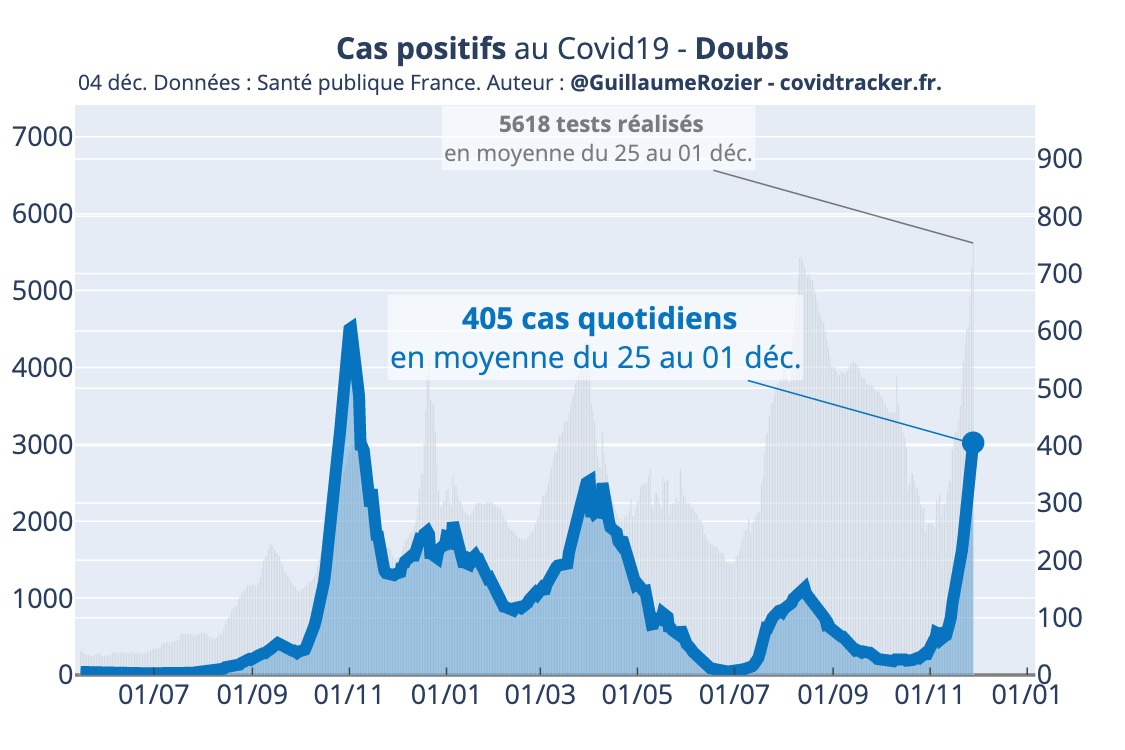 Cas positifs au Covid19 - Doubs
04 déc. Données : Santé publique France. Auteur : @GuillaumeRozier - covidtracker.fr.
5618 tests réalisés
en moyenne du 25 au 01 déc.
405 cas quotidiens
en moyenne du 25 au 01 déc.
7000
6000
5000
4000
3000
2000
1000
0
900
800
700
600
500
400
300
200
100
0
01/07 01/09 01/11 01/01 01/03 01/05 01/07 01/09 01/11 01/01